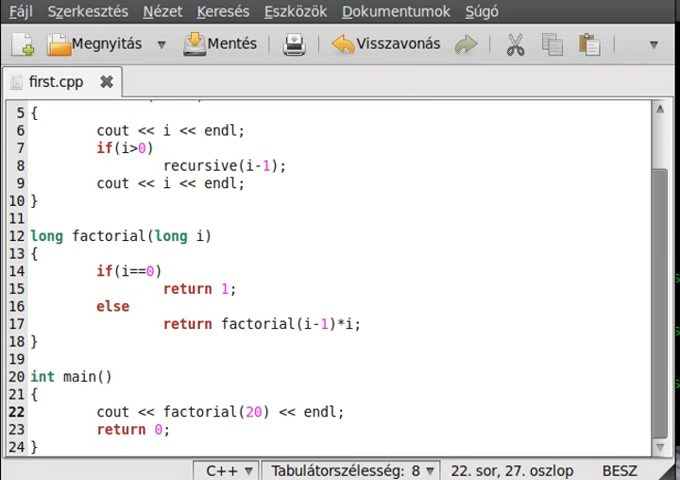 Fájl Szerkesztés Nézet Keresés Eszközök Dokumentumok Súgó
Megnyitás Mentés Visszavonás
first.cpp
5 {
6 cout << i << endl;
7 if(i>0)
8 recursive(i-1);
9 cout << i << endl;
10 }
11
12 long factorial(long i)
13 {
14 if(i==0)
15 return 1;
16 else
17 return factorial(i-1)*i;
18 }
19
20 int main()
21 {
22 cout << factorial(20) << endl;
23 return 0;
24 }
C++ Tabulátorszélesség: 8 22. sor, 27. oszlop BESZ